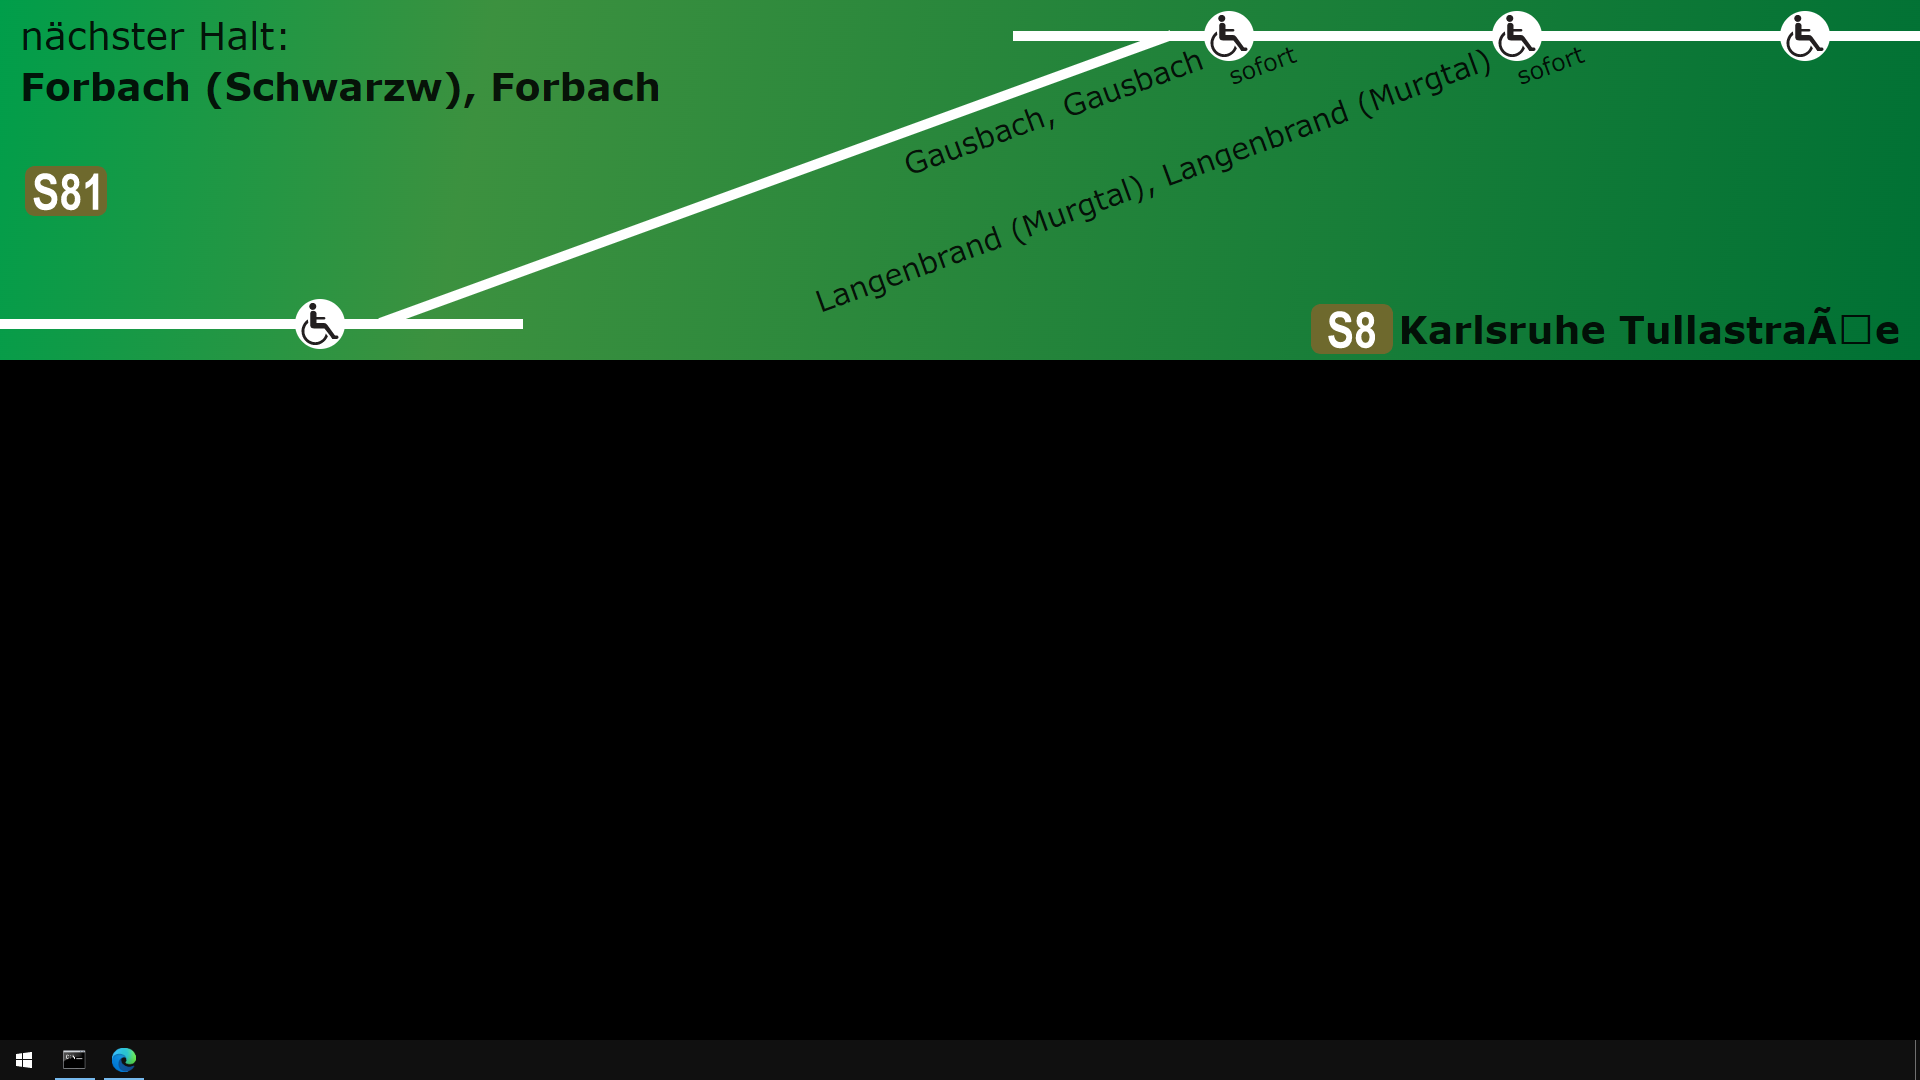 nächster Halt:
Forbach (Schwarzw), Forbach
S81
Gausbach, Gausbach
sofort
Langenbrand (Murgtal), Langenbrand (Murgtal)
sofort
S8 Karlsruhe TullastraÃ□e